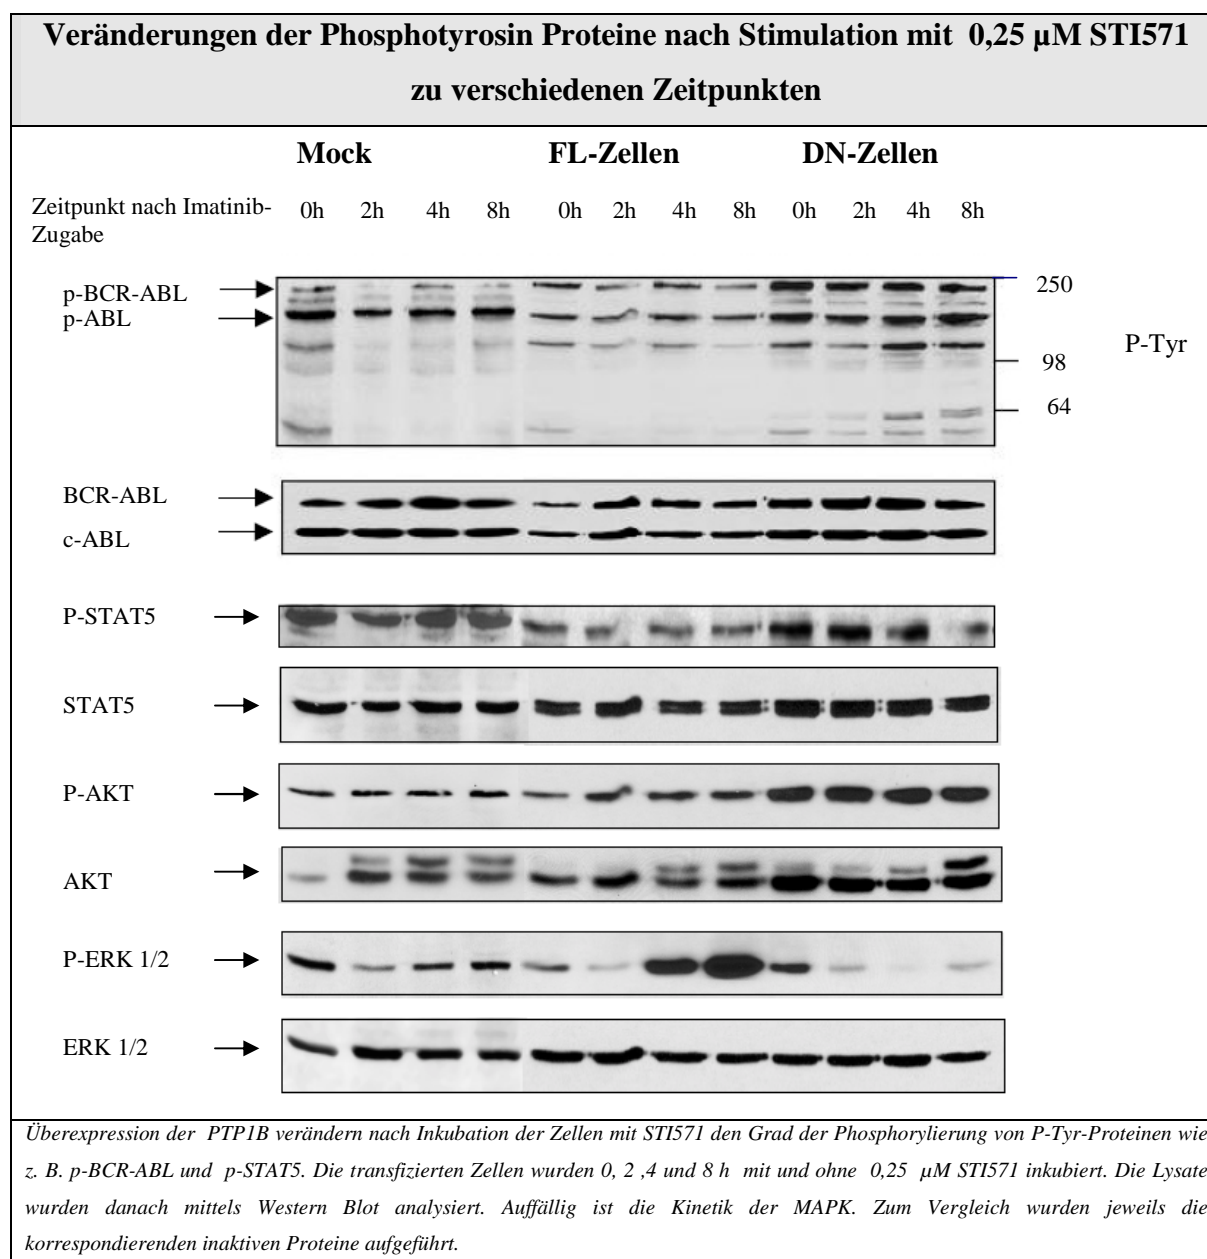 Veränderungen der Phosphotyrosin Proteine nach Stimulation mit 0,25 µM STI571
zu verschiedenen Zeitpunkten
Mock FL-Zellen DN-Zellen
Zeitpunkt nach Imatinib-
Zugabe
0h 2h 4h 8h 0h 2h 4h 8h 0h 2h 4h 8h
p-BCR-ABL
250
p-ABL
P-Tyr
98
64
BCR-ABL
c-ABL
P-STAT5
STAT5
P-AKT
AKT
P-ERK 1/2
ERK 1/2
Überexpression der PTP1B verändern nach Inkubation der Zellen mit STI571 den Grad der Phosphorylierung von P-Tyr-Proteinen wie
z. B. p-BCR-ABL und p-STAT5. Die transfizierten Zellen wurden 0, 2 ,4 und 8 h mit und ohne 0,25 µM STI571 inkubiert. Die Lysate
wurden danach mittels Western Blot analysiert. Auffällig ist die Kinetik der MAPK. Zum Vergleich wurden jeweils die
korrespondierenden inaktiven Proteine aufgeführt.